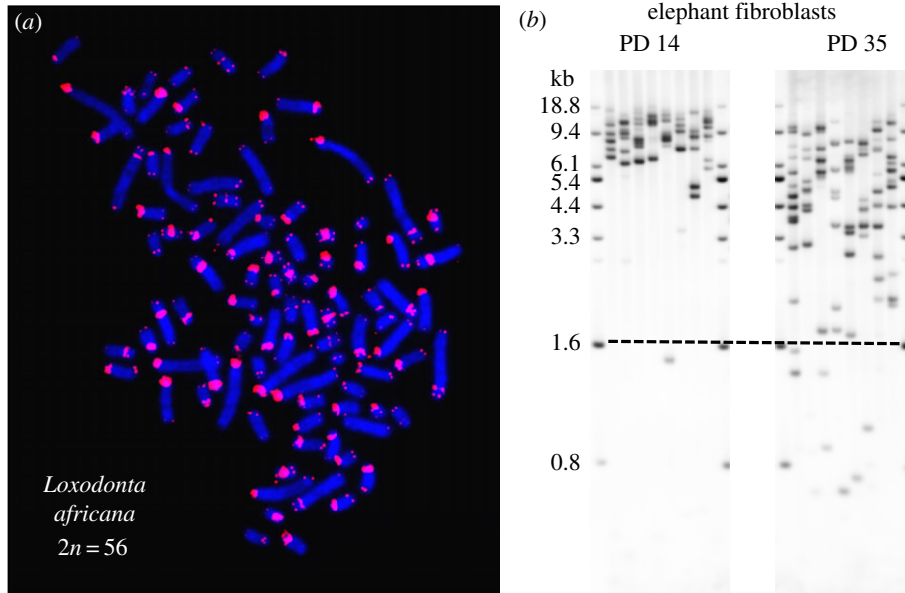 (a)
Loxodonta
africana
2n = 56
(b)
elephant fibroblasts
PD 14
PD 35
kb
18.8
9.4
6.1
5.4
4.4
3.3
1.6
0.8